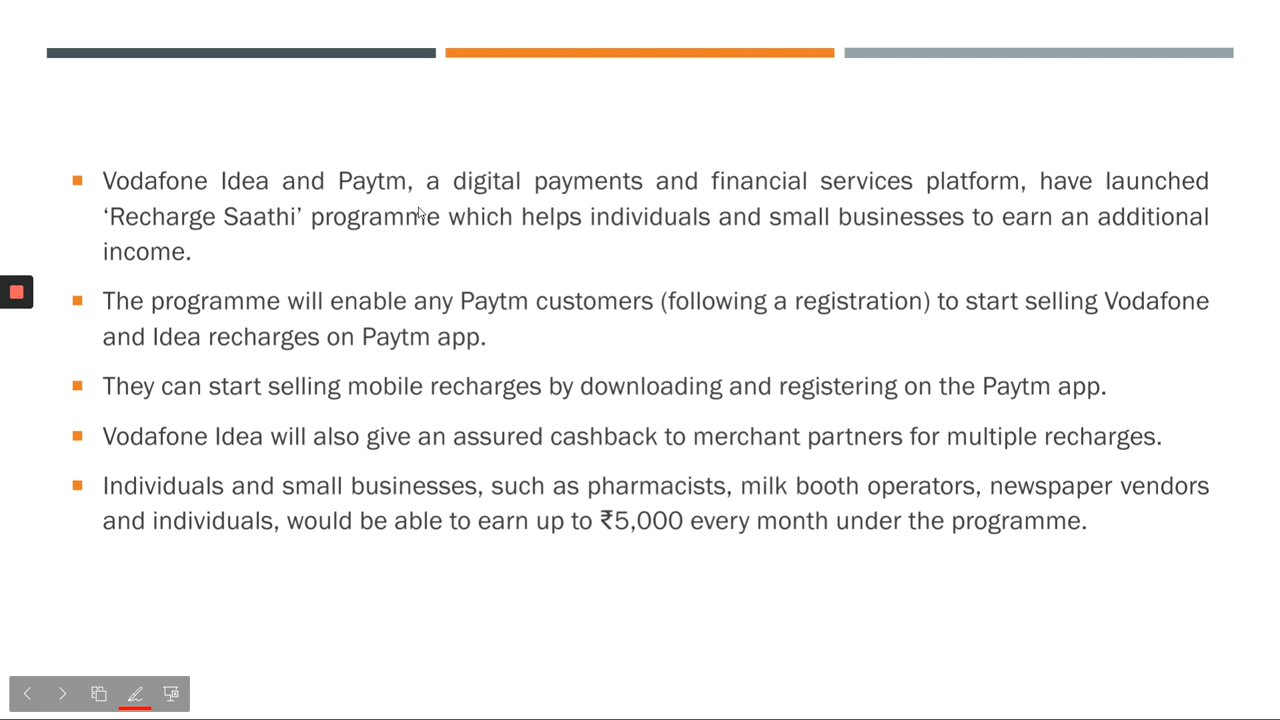 Vodafone Idea and Paytm, a digital payments and financial services platform, have launched
‘Recharge Saathi’ programme which helps individuals and small businesses to earn an additional
income.
The programme will enable any Paytm customers (following a registration) to start selling Vodafone
and Idea recharges on Paytm app.
They can start selling mobile recharges by downloading and registering on the Paytm app.
Vodafone Idea will also give an assured cashback to merchant partners for multiple recharges.
Individuals and small businesses, such as pharmacists, milk booth operators, newspaper vendors
and individuals, would be able to earn up to ₹5,000 every month under the programme.